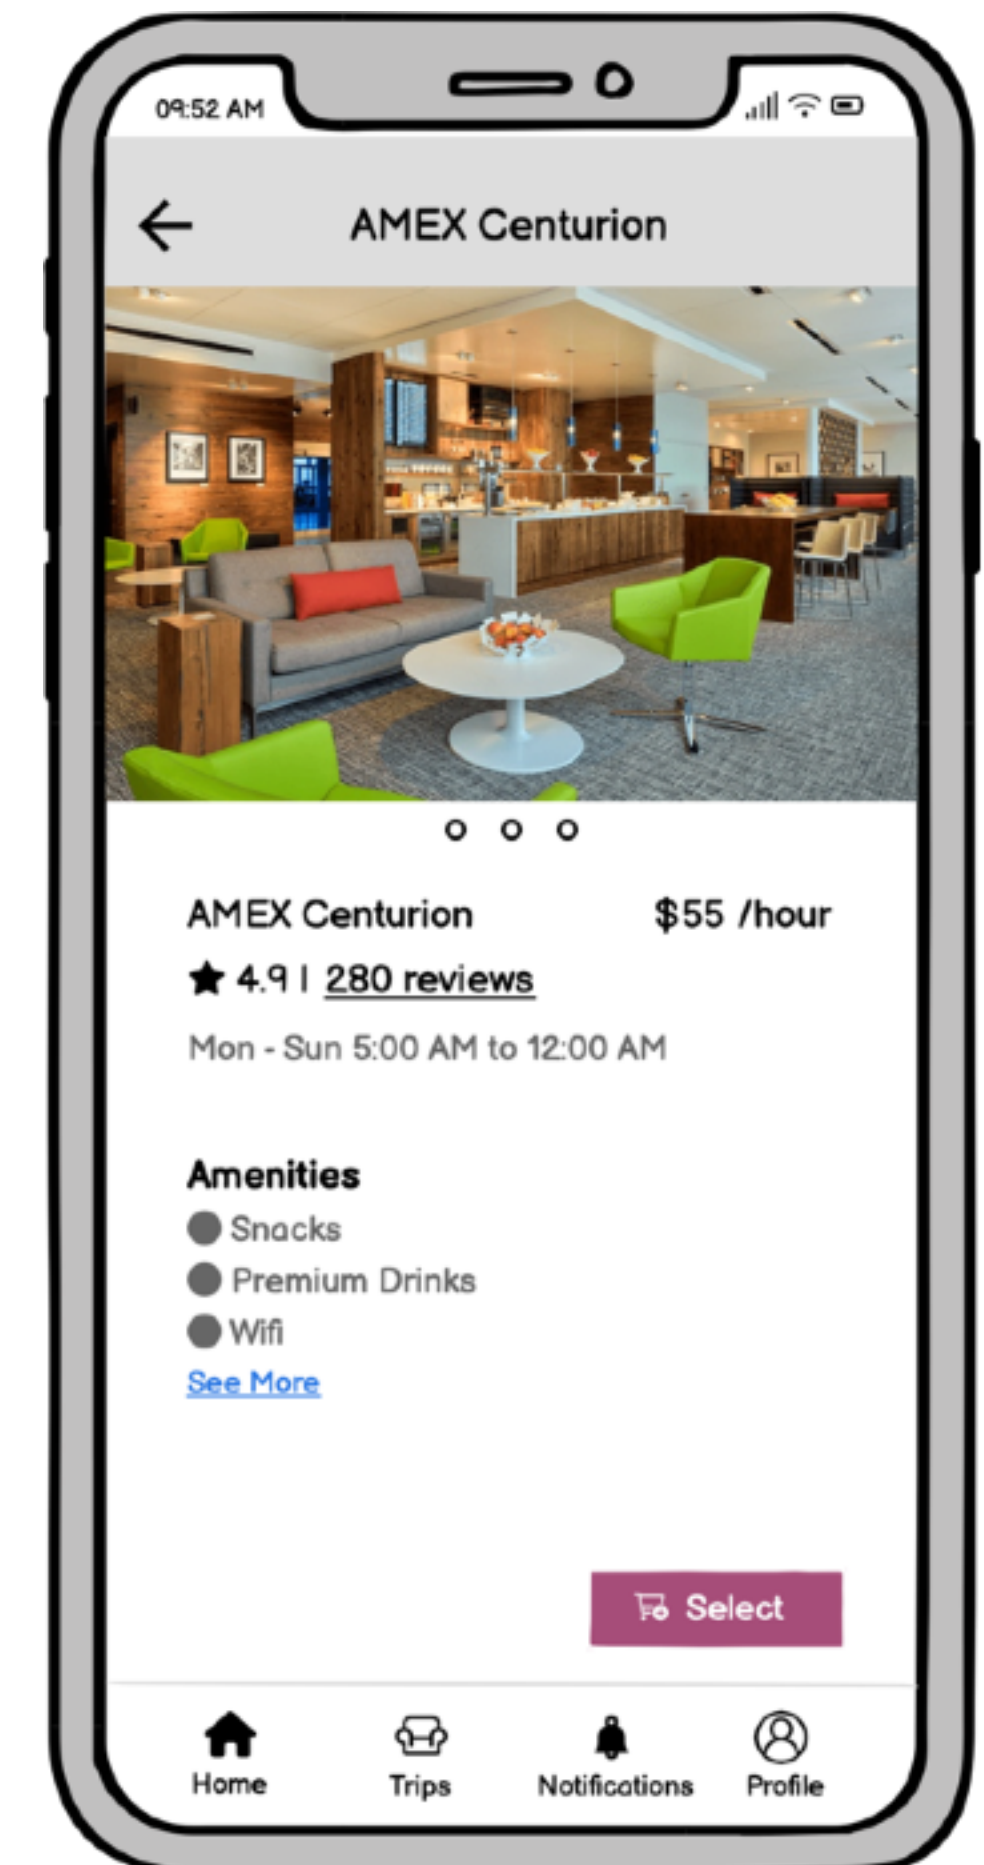 09:52 AM
AMEX Centurion
AMEX Centurion $55 /hour
4.9 | 280 reviews
Mon - Sun 5:00 AM to 12:00 AM
Amenities
Snacks
Premium Drinks
Wifi
See More
Select
Home Trips Notifications Profile